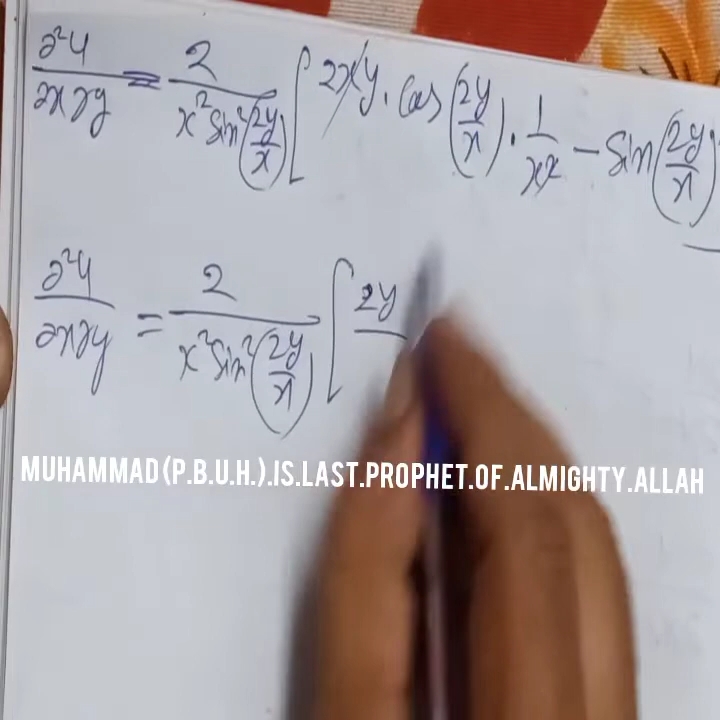 ∂²u/∂x∂y = 2/(x² sin²(2y/x)) [2xy · cos(2y/x) · 1/x² − sin(2y/x)
∂²u/∂x∂y = 2/(x² sin²(2y/x)) [2y
MUHAMMAD(P.B.U.H.).IS.LAST.PROPHET.OF.ALMIGHTY.ALLAH